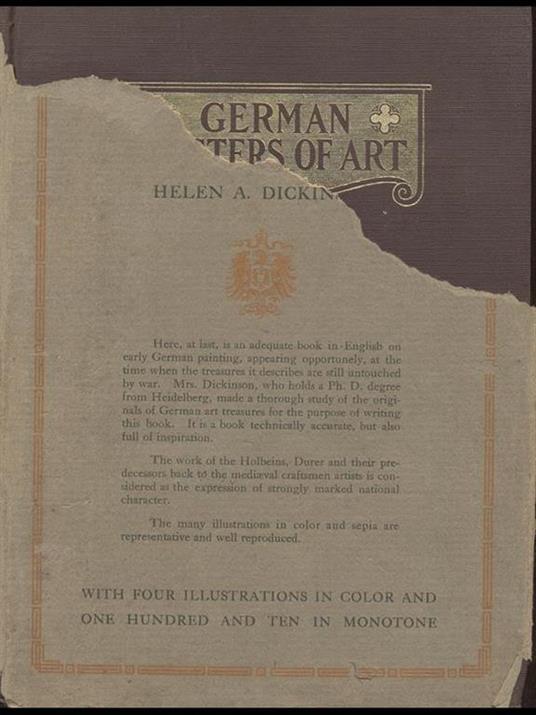 GERMAN
TERS OF ART
HELEN A. DICKIN
Here, at last, is an adequate book in English on
early German painting, appearing opportunely, at the
time when the treasures it describes are still untouched
by war. Mrs. Dickinson, who holds a Ph. D. degree
from Heidelberg, made a thorough study of the origi-
nals of German art treasures for the purpose of writing
this book. It is a book technically accurate, but also
full of inspiration.
The work of the Holbeins, Durer and their pre-
decessors back to the mediæval craftsmen artists is con-
sidered as the expression of strongly marked national
character.
The many illustrations in color and sepia are
representative and well reproduced.
WITH FOUR ILLUSTRATIONS IN COLOR AND
ONE HUNDRED AND TEN IN MONOTONE